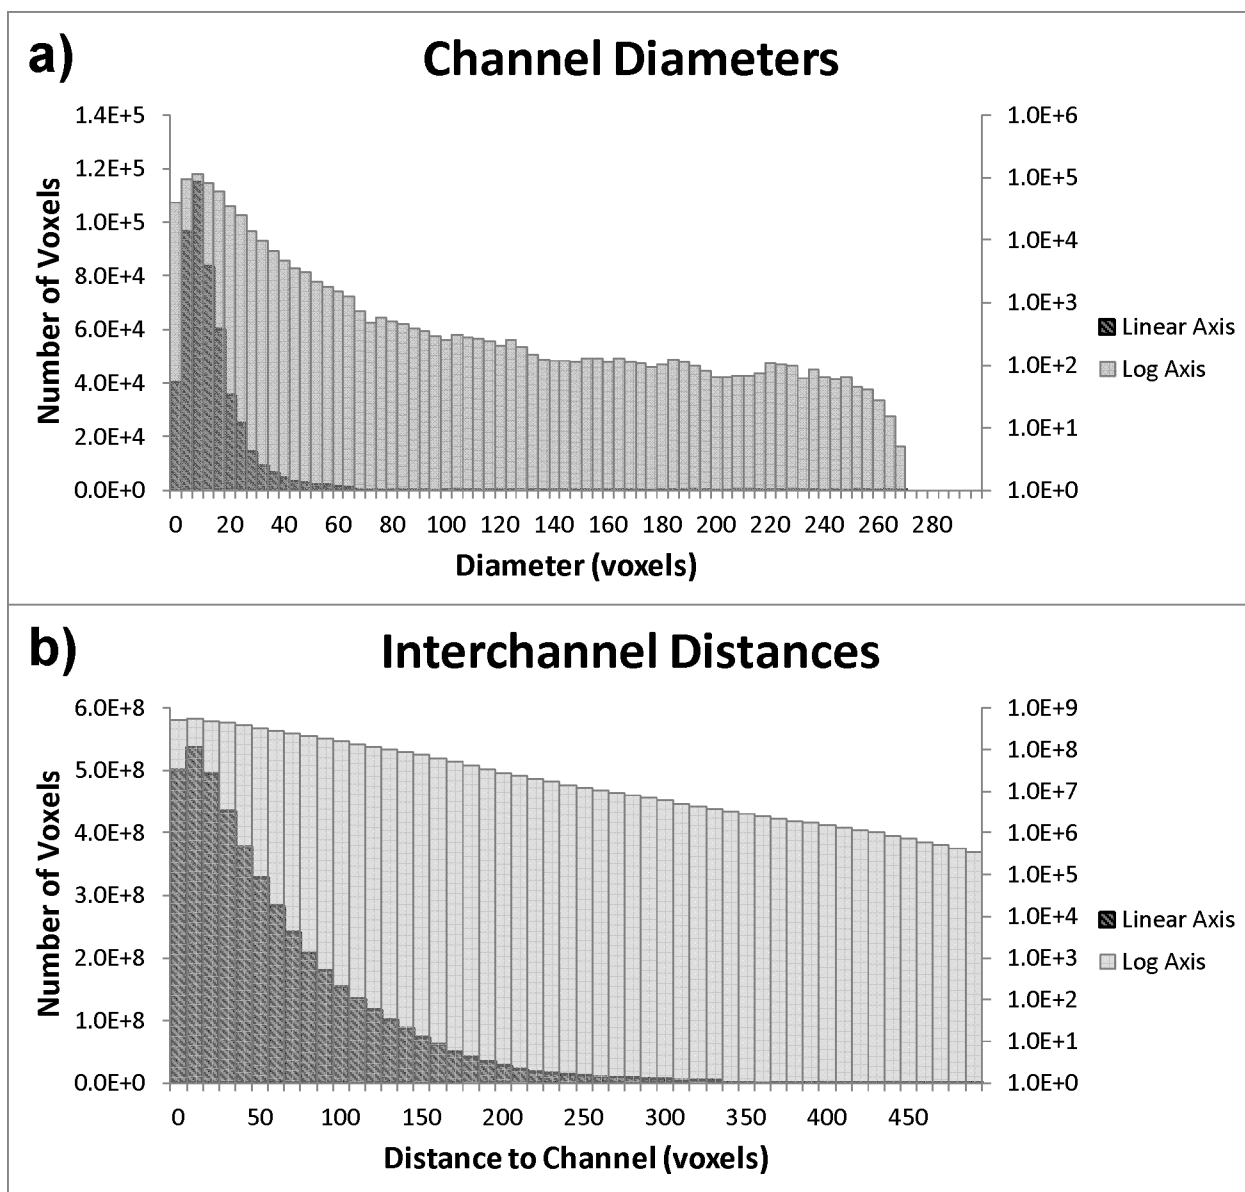 a)
Channel Diameters
1.4E+5
1.2E+5
1.0E+5
8.0E+4
6.0E+4
4.0E+4
2.0E+4
0.0E+0
Number of Voxels
1.0E+6
1.0E+5
1.0E+4
1.0E+3
1.0E+2
1.0E+1
1.0E+0
Linear Axis
Log Axis
0 20 40 60 80 100 120 140 160 180 200 220 240 260 280
Diameter (voxels)
b)
Interchannel Distances
6.0E+8
5.0E+8
4.0E+8
3.0E+8
2.0E+8
1.0E+8
0.0E+0
Number of Voxels
1.0E+9
1.0E+8
1.0E+7
1.0E+6
1.0E+5
1.0E+4
1.0E+3
1.0E+2
1.0E+1
1.0E+0
Linear Axis
Log Axis
0 50 100 150 200 250 300 350 400 450
Distance to Channel (voxels)